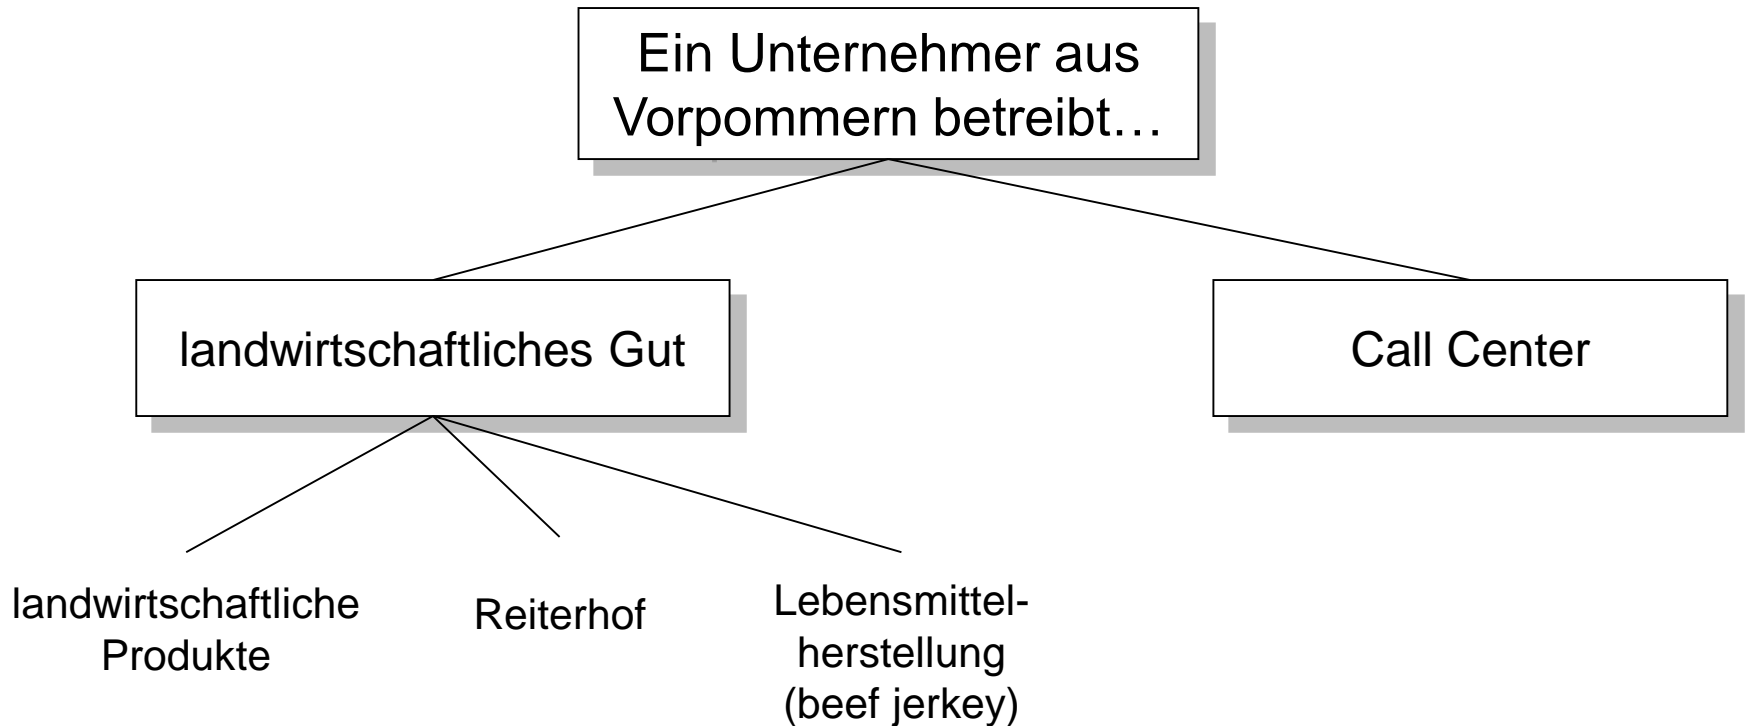 Ein Unternehmer aus
Vorpommern betreibt…
landwirtschaftliches Gut
Call Center
landwirtschaftliche
Produkte
Reiterhof
Lebensmittel-
herstellung
(beef jerkey)